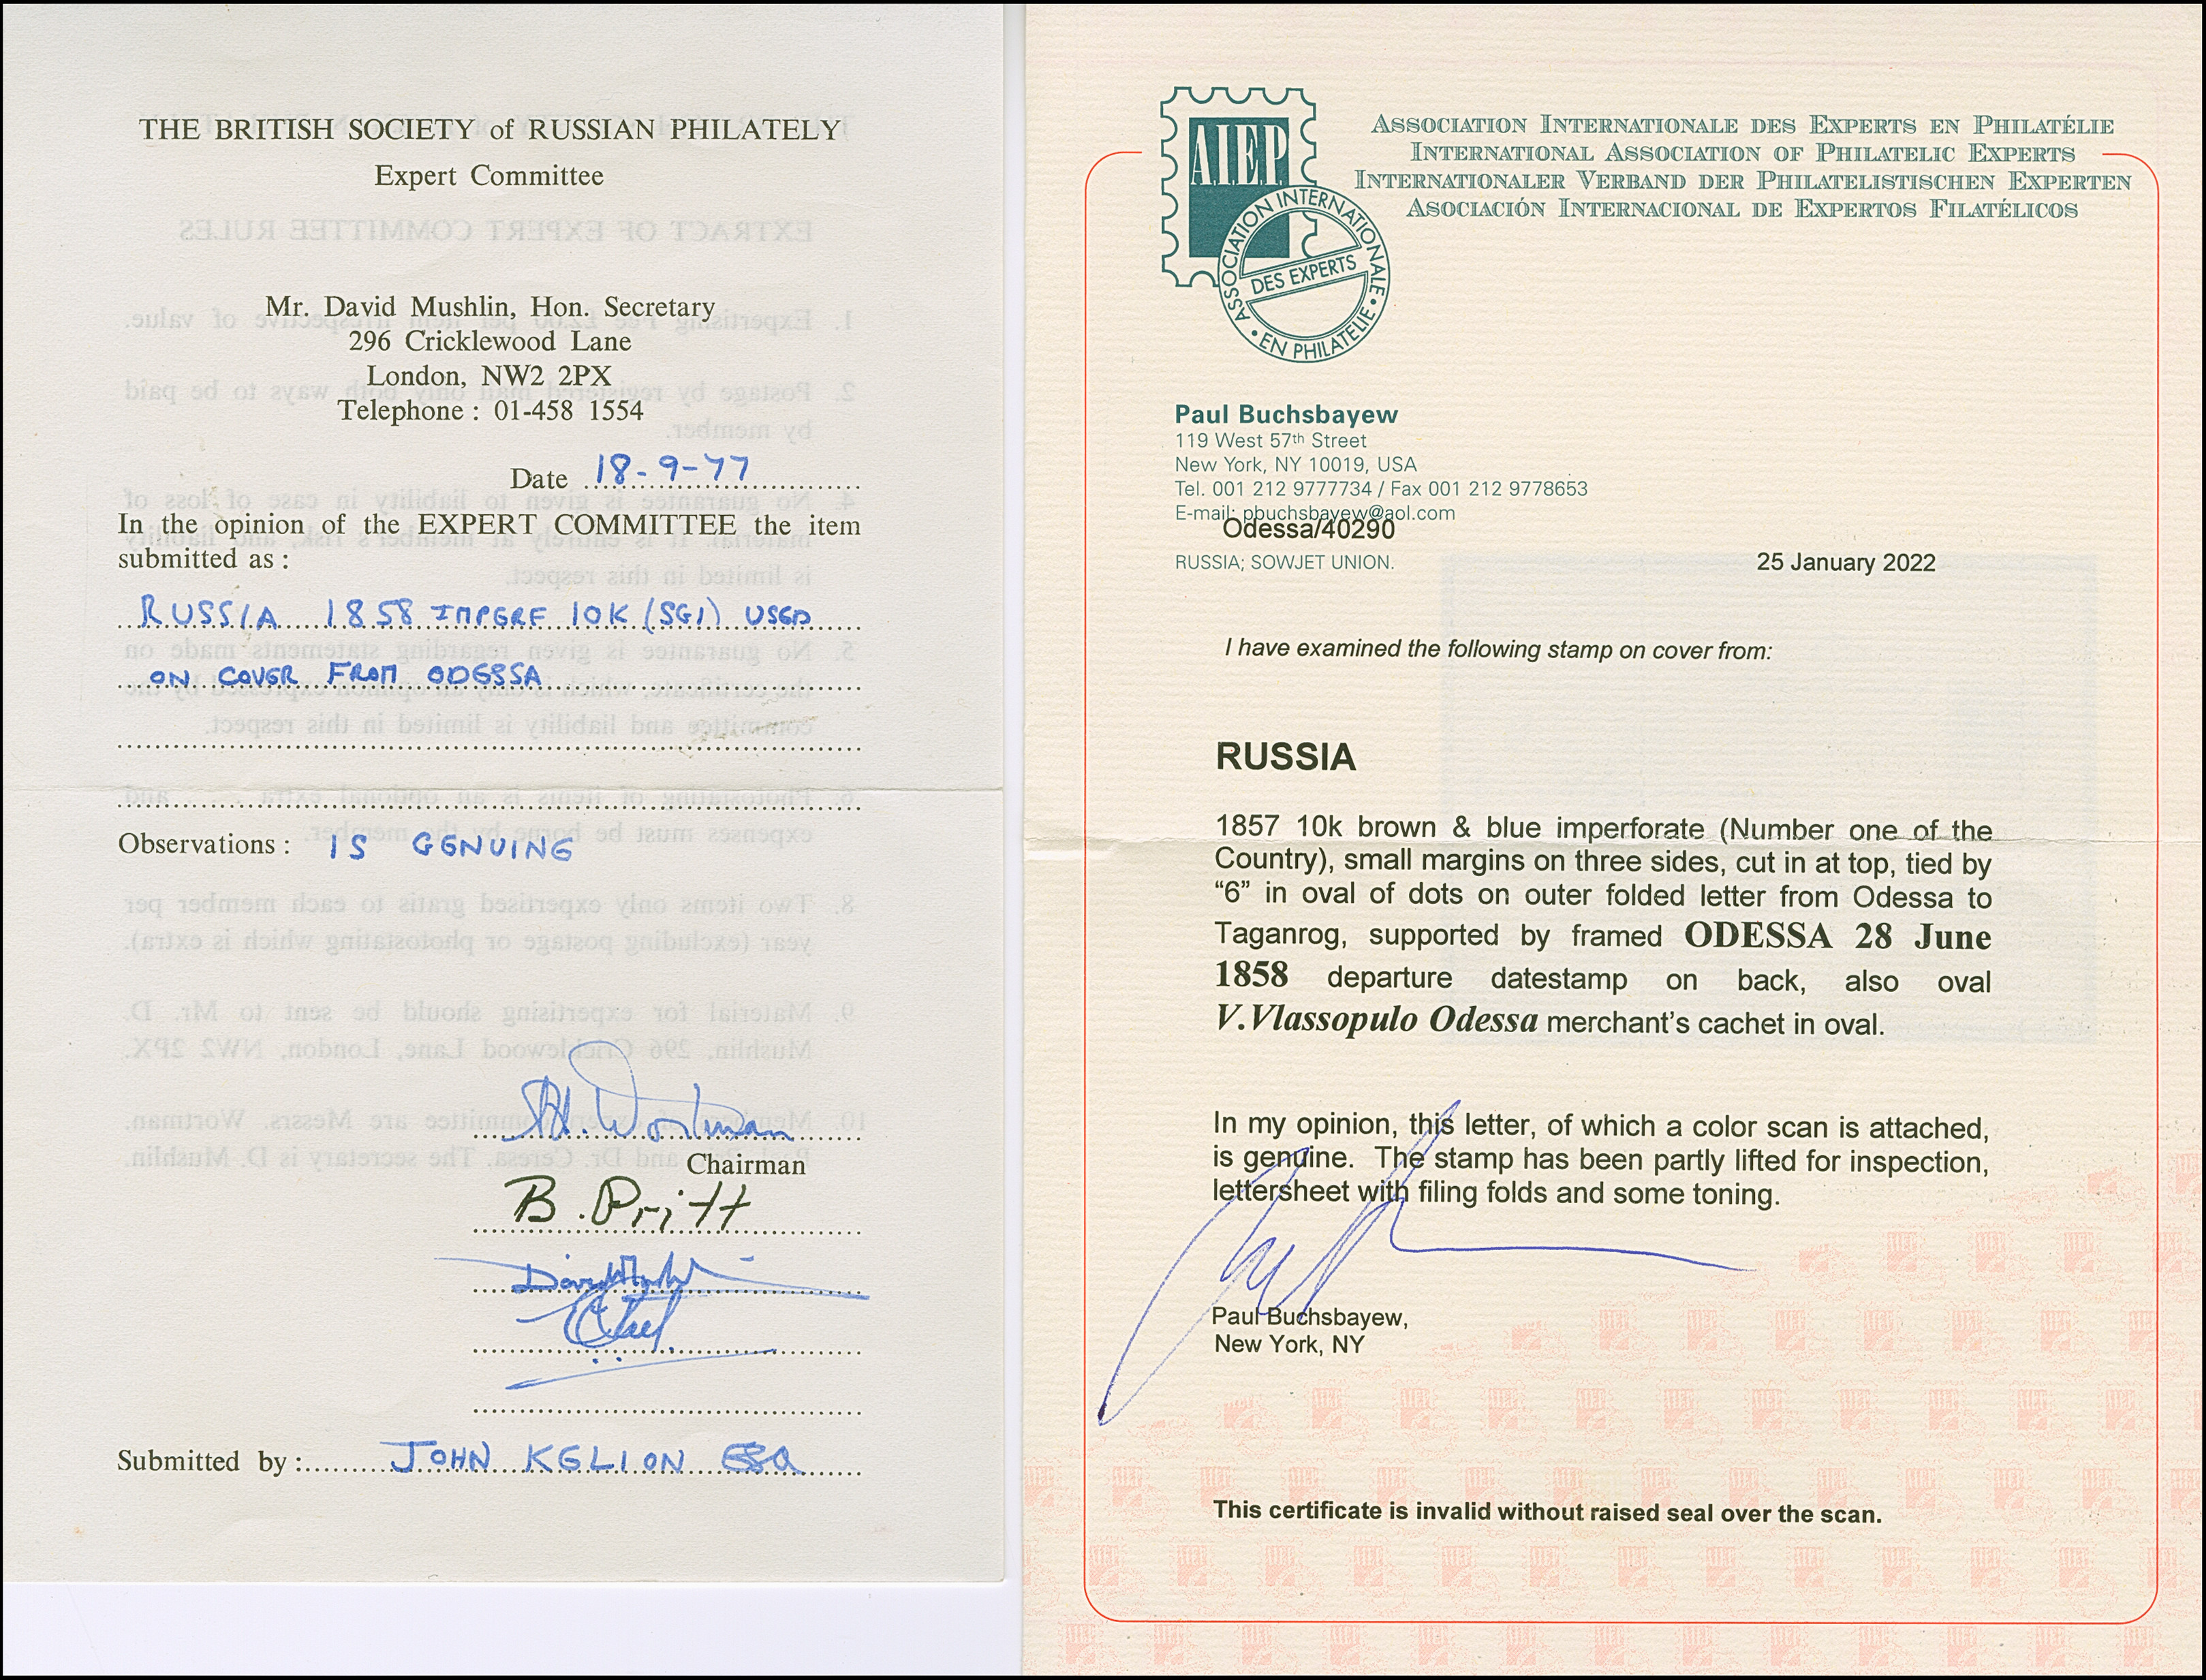 THE BRITISH SOCIETY of RUSSIAN PHILATELY
Expert Committee
Mr. David Mushlin, Hon. Secretary
296 Cricklewood Lane
London, NW2 2PX
Telephone : 01-458 1554
Date 18-9-77
In the opinion of the EXPERT COMMITTEE the item
submitted as :
RUSSIA 1858 IMPERF 10K (SG1) USED
ON COVER FROM ODESSA
Observations : IS GENUINE
Chairman
B. Pritt
Submitted by : JOHN KELION ESQ
A.I.E.P.
ASSOCIATION INTERNATIONALE DES EXPERTS EN PHILATÉLIE
ASSOCIATION INTERNATIONALE DES EXPERTS EN PHILATÉLIE
INTERNATIONAL ASSOCIATION OF PHILATELIC EXPERTS
INTERNATIONALER VERBAND DER PHILATELISTISCHEN EXPERTEN
ASOCIACIÓN INTERNACIONAL DE EXPERTOS FILATÉLICOS
Paul Buchsbayew
119 West 57th Street
New York, NY 10019, USA
Tel. 001 212 9777734 / Fax 001 212 9778653
E-mail: pbuchsbayew@aol.com
Odessa/40290
RUSSIA; SOWJET UNION.
25 January 2022
I have examined the following stamp on cover from:
RUSSIA
1857 10k brown & blue imperforate (Number one of the
Country), small margins on three sides, cut in at top, tied by
“6” in oval of dots on outer folded letter from Odessa to
Taganrog, supported by framed ODESSA 28 June
1858 departure datestamp on back, also oval
V.Vlassopulo Odessa merchant’s cachet in oval.
In my opinion, this letter, of which a color scan is attached,
is genuine. The stamp has been partly lifted for inspection,
lettersheet with filing folds and some toning.
Paul Buchsbayew,
New York, NY
This certificate is invalid without raised seal over the scan.